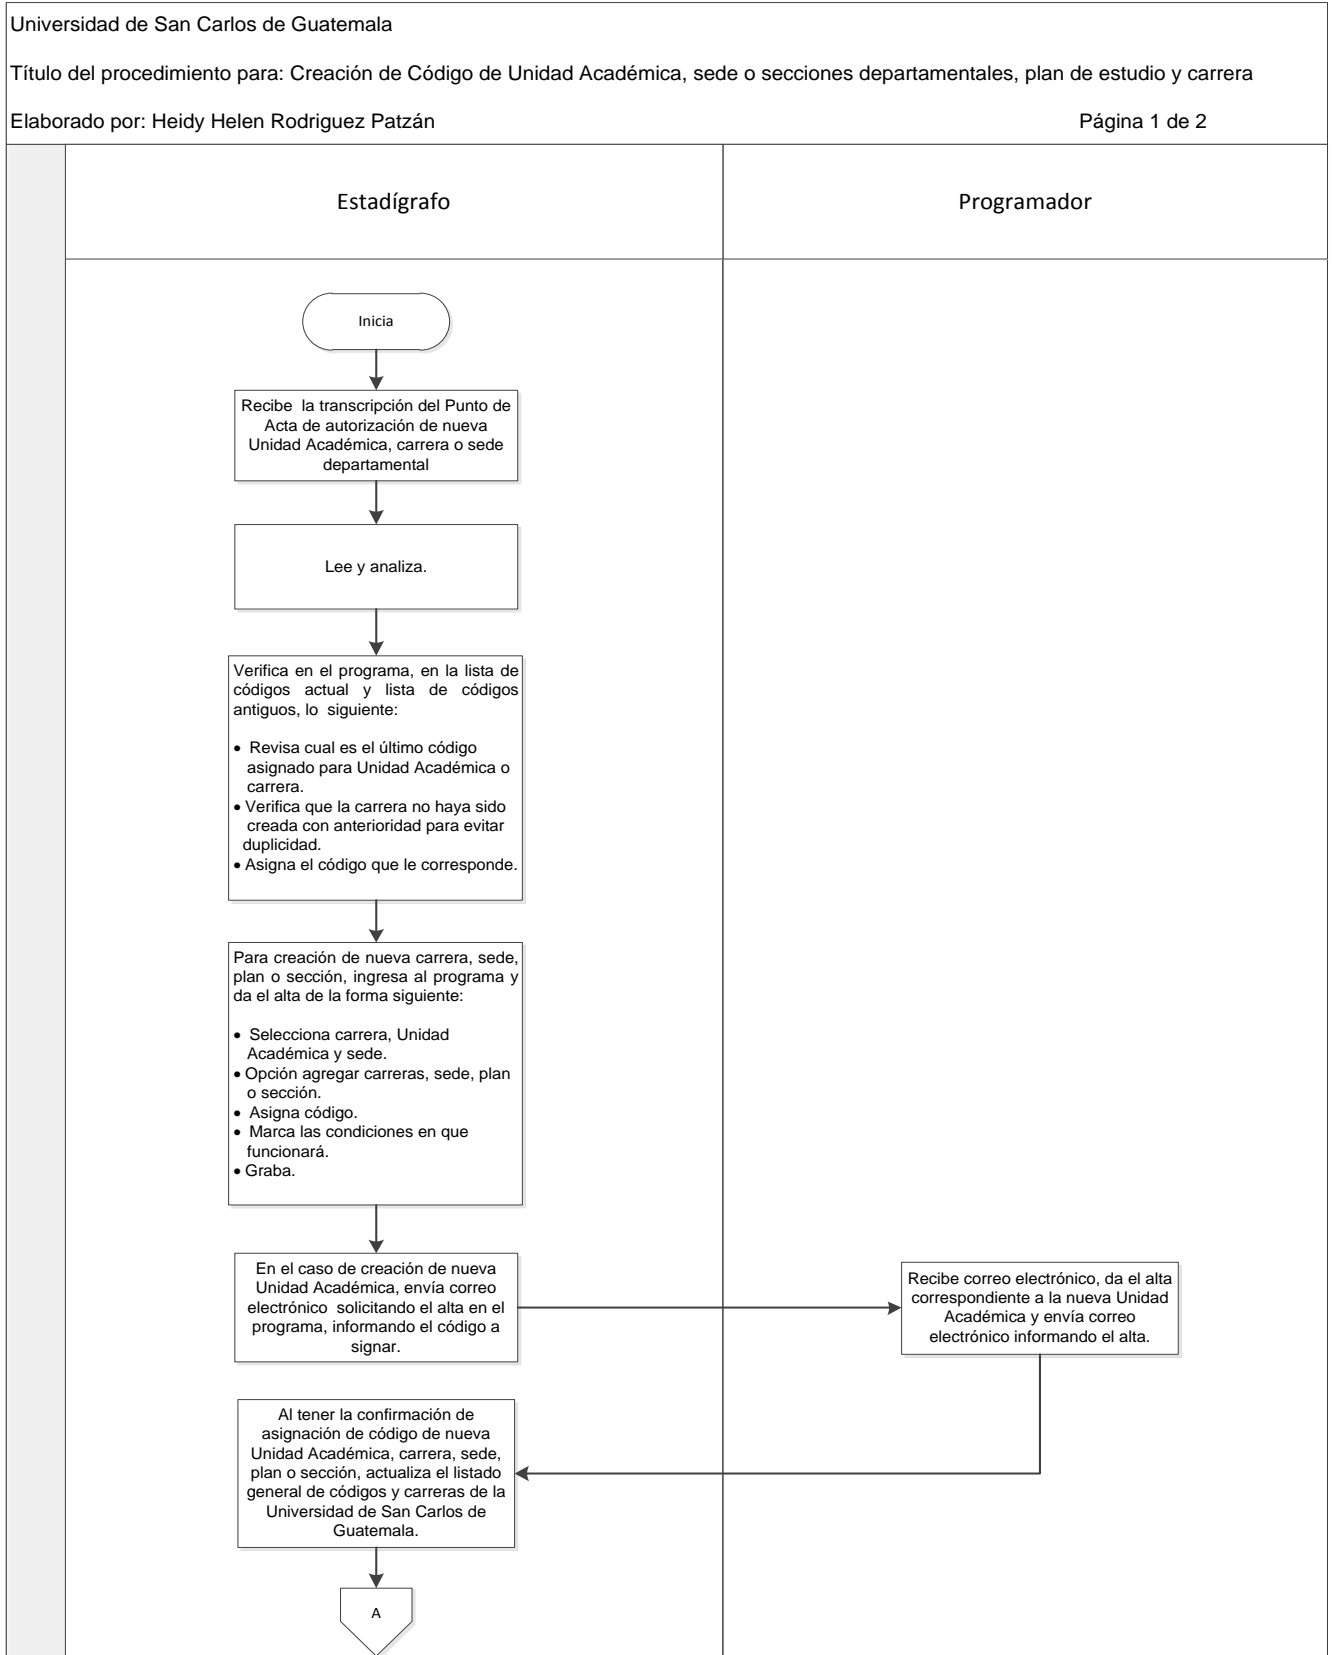 Universidad de San Carlos de Guatemala
Título del procedimiento para: Creación de Código de Unidad Académica, sede o secciones departamentales, plan de estudio y carrera
Elaborado por: Heidy Helen Rodriguez Patzán
Página 1 de 2
Estadígrafo
Programador
Inicia
Recibe la transcripción del Punto de
Acta de autorización de nueva
Unidad Académica, carrera o sede
departamental
Lee y analiza.
Verifica en el programa, en la lista de
códigos actual y lista de códigos
antiguos, lo siguiente:
• Revisa cual es el último código
asignado para Unidad Académica o
carrera.
• Verifica que la carrera no haya sido
creada con anterioridad para evitar
duplicidad.
• Asigna el código que le corresponde.
Para creación de nueva carrera, sede,
plan o sección, ingresa al programa y
da el alta de la forma siguiente:
• Selecciona carrera, Unidad
Académica y sede.
• Opción agregar carreras, sede, plan
o sección.
• Asigna código.
• Marca las condiciones en que
funcionará.
• Graba.
En el caso de creación de nueva
Unidad Académica, envía correo
electrónico solicitando el alta en el
programa, informando el código a
signar.
Recibe correo electrónico, da el alta
correspondiente a la nueva Unidad
Académica y envía correo
electrónico informando el alta.
Al tener la confirmación de
asignación de código de nueva
Unidad Académica, carrera, sede,
plan o sección, actualiza el listado
general de códigos y carreras de la
Universidad de San Carlos de
Guatemala.
A